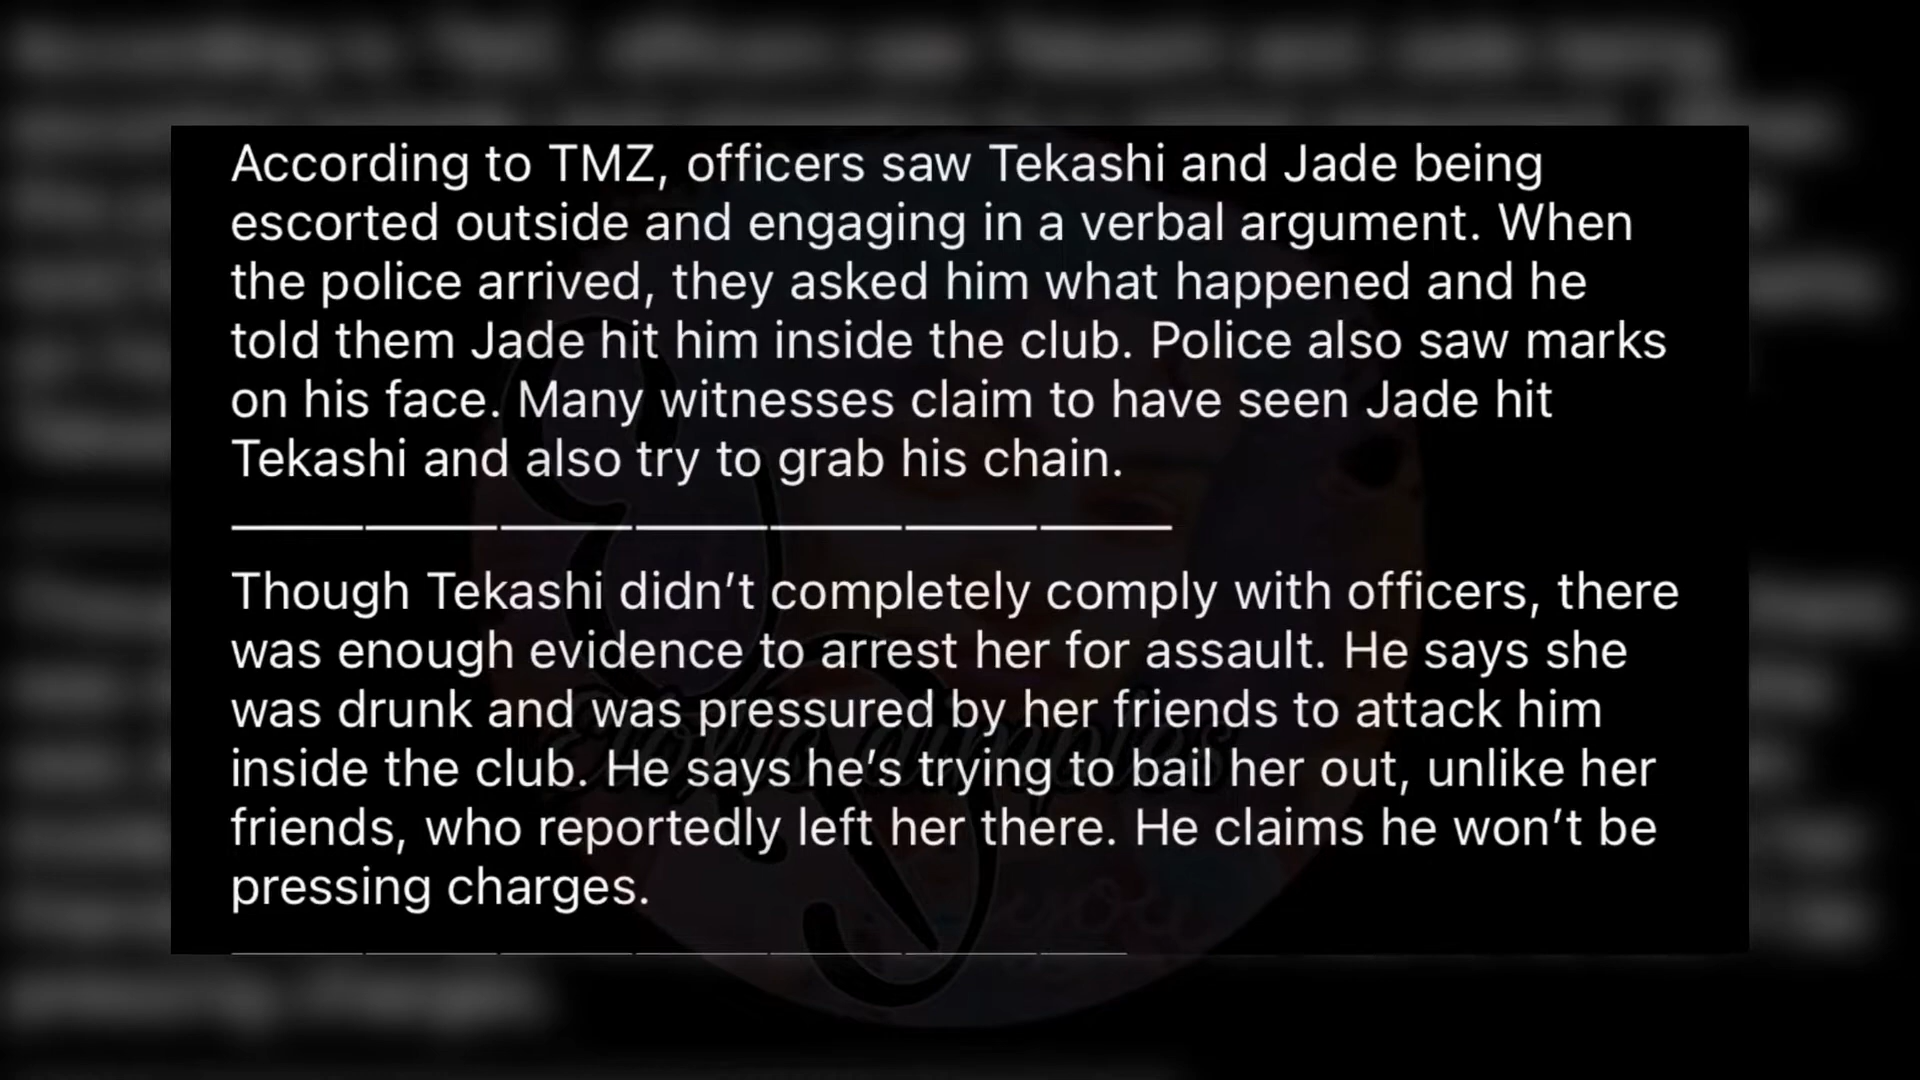 According to TMZ, officers saw Tekashi and Jade being
escorted outside and engaging in a verbal argument. When
the police arrived, they asked him what happened and he
told them Jade hit him inside the club. Police also saw marks
on his face. Many witnesses claim to have seen Jade hit
Tekashi and also try to grab his chain.
Though Tekashi didn’t completely comply with officers, there
was enough evidence to arrest her for assault. He says she
was drunk and was pressured by her friends to attack him
inside the club. He says he’s trying to bail her out, unlike her
friends, who reportedly left her there. He claims he won’t be
pressing charges.